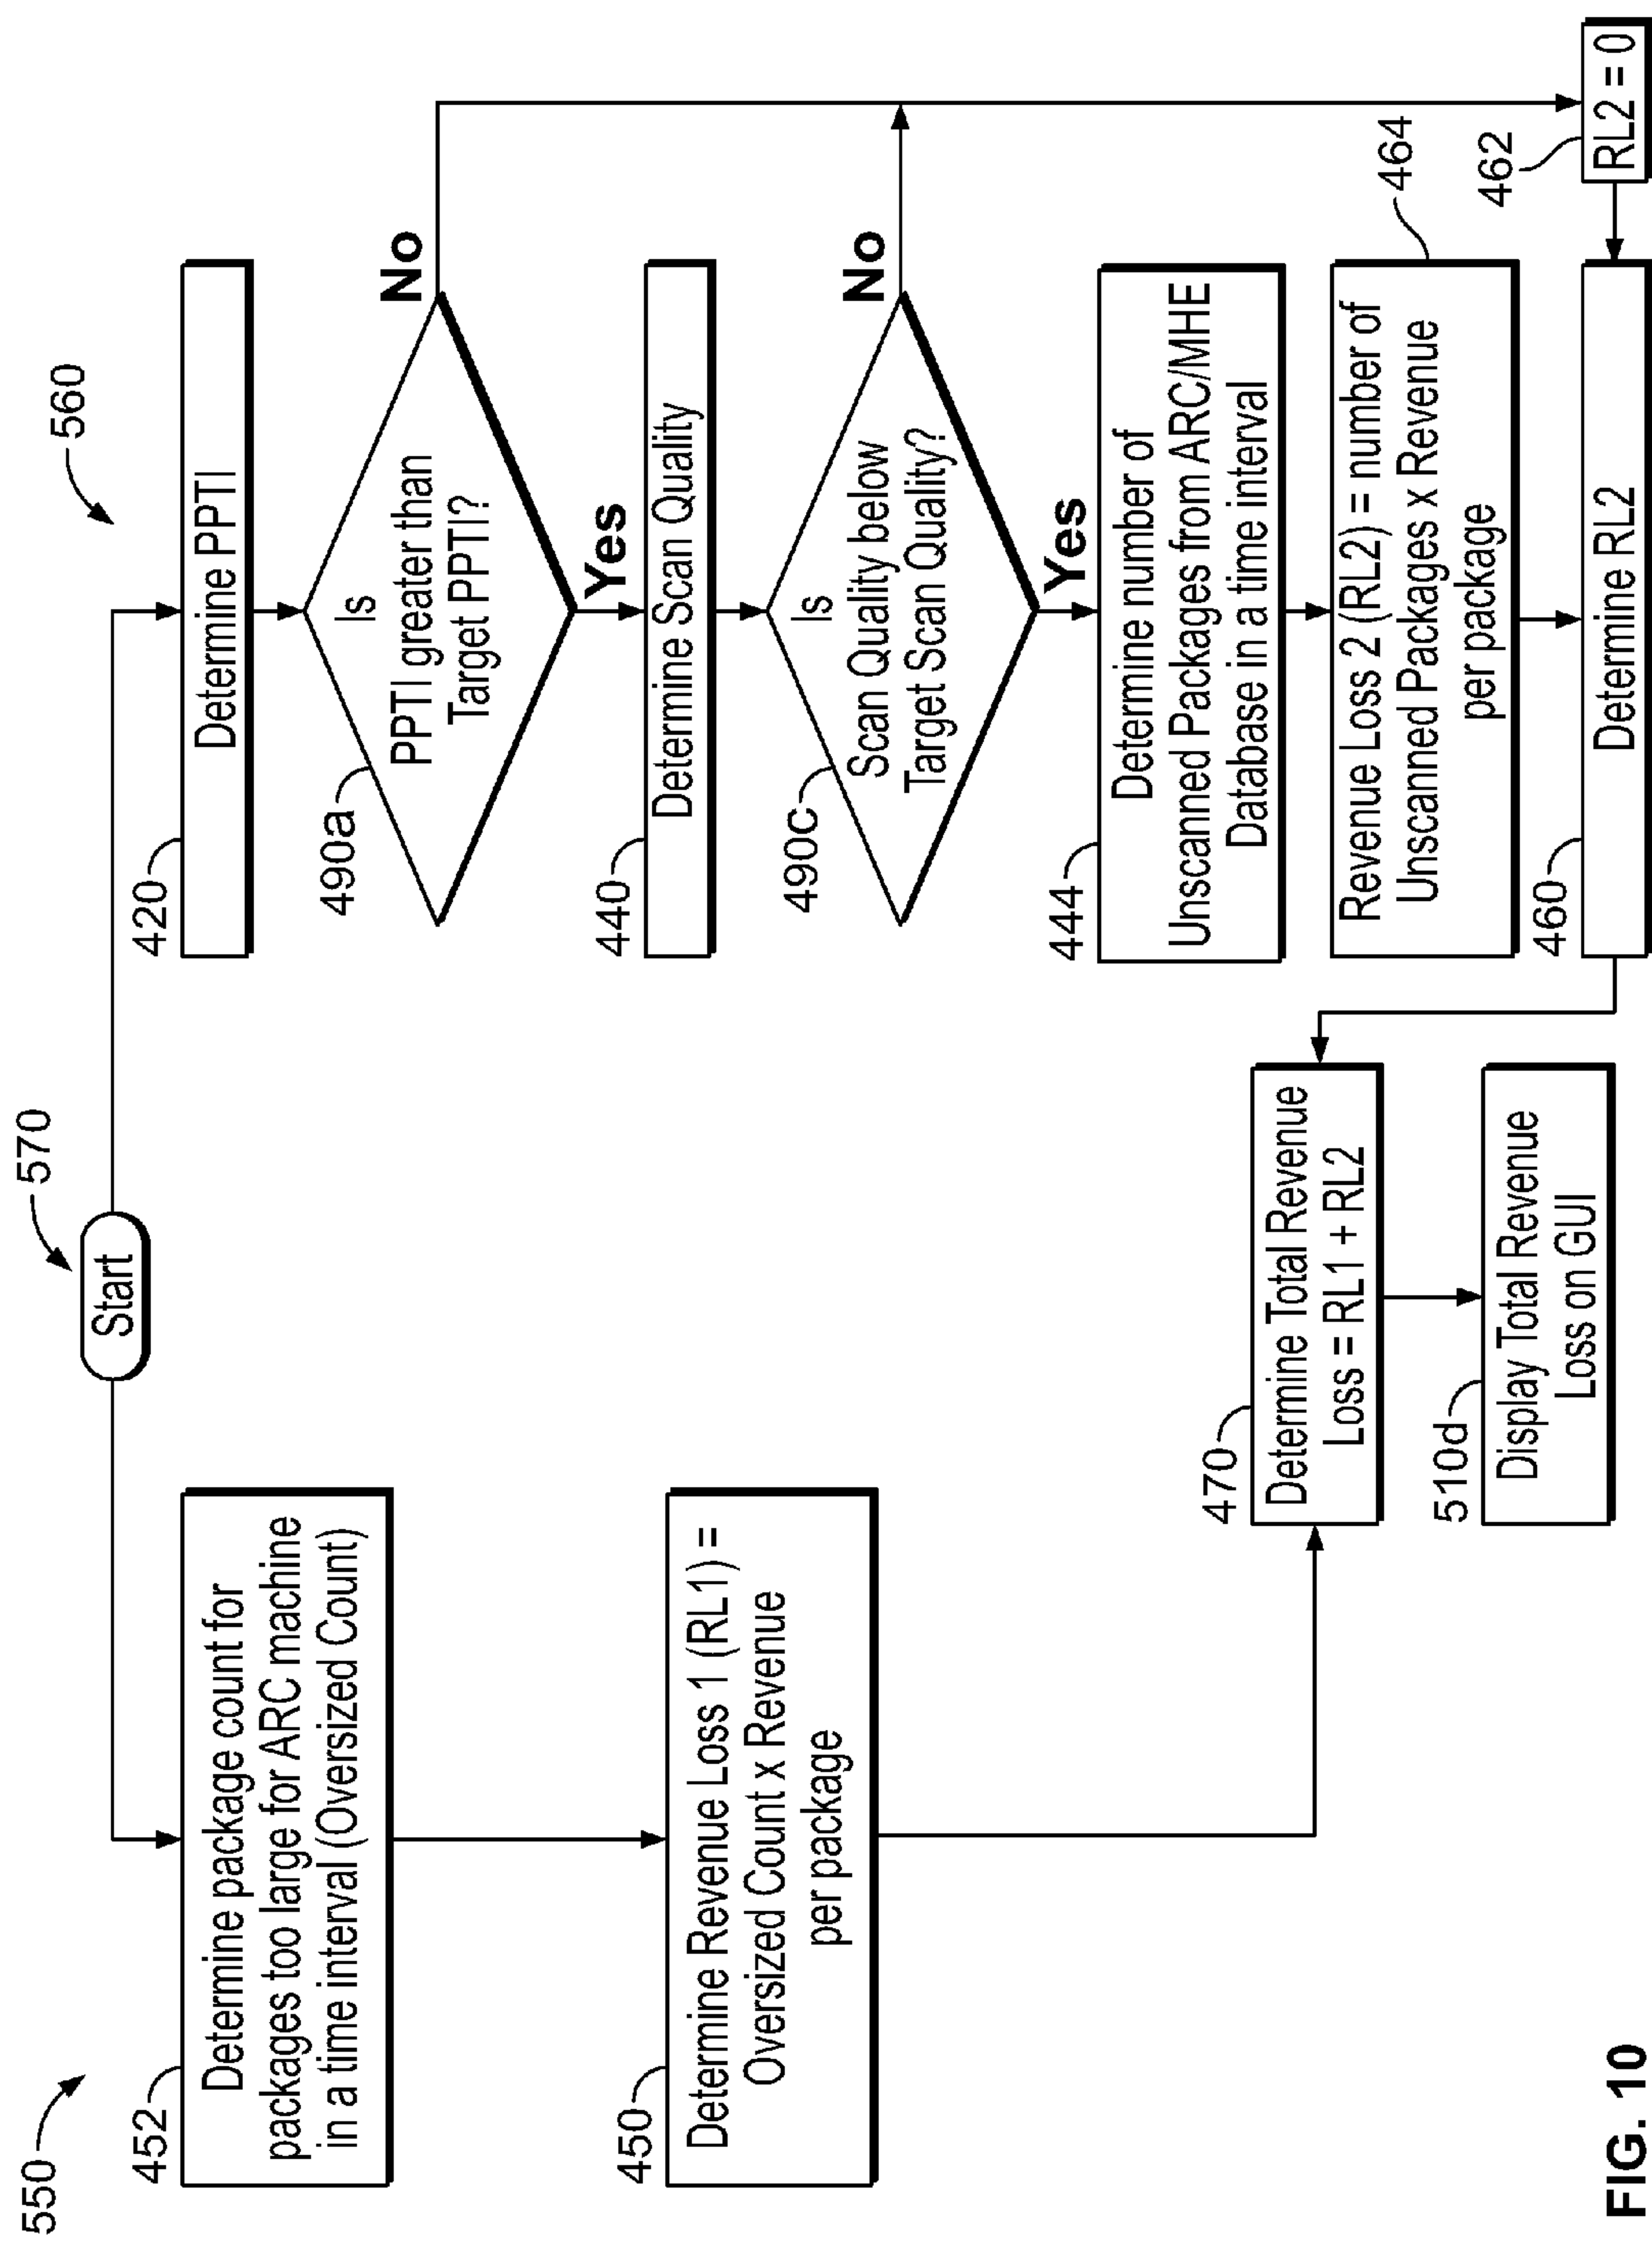 570
Start
550
452
Determine package count for
packages too large for ARC machine
in a time interval (Oversized Count)
450
Determine Revenue Loss 1 (RL1) =
Oversized Count x Revenue
per package
560
420
Determine PPTI
490a
Is
PPTI greater than
Target PPTI?
No
Yes
440
Determine Scan Quality
490c
Is
Scan Quality below
Target Scan Quality?
No
Yes
444
Determine number of
Unscanned Packages from ARC/MHE
Database in a time interval
464
Revenue Loss 2 (RL2) = number of
Unscanned Packages x Revenue
per package
462
RL2 = 0
460
Determine RL2
470
Determine Total Revenue
Loss = RL1 + RL2
510d
Display Total Revenue
Loss on GUI
FIG. 10